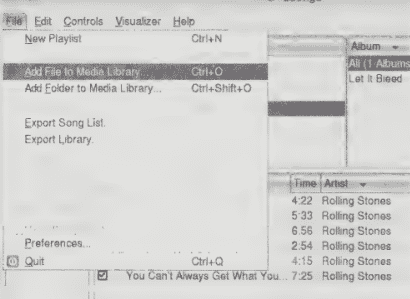 File Edit Controls Visualizer Help
New Playlist Ctrl+N
Add File to Media Library... Ctrl+O
Add Folder to Media Library... Ctrl+Shift+O
Export Song List.
Export Library.
Preferences...
Quit Ctrl+Q
Album
All (1 Albums
Let It Bleed
Time Artist
4:22 Rolling Stones
5:33 Rolling Stones
6:56 Rolling Stones
2:54 Rolling Stones
4:15 Rolling Stones
You Can't Always Get What You... 7:25 Rolling Stones